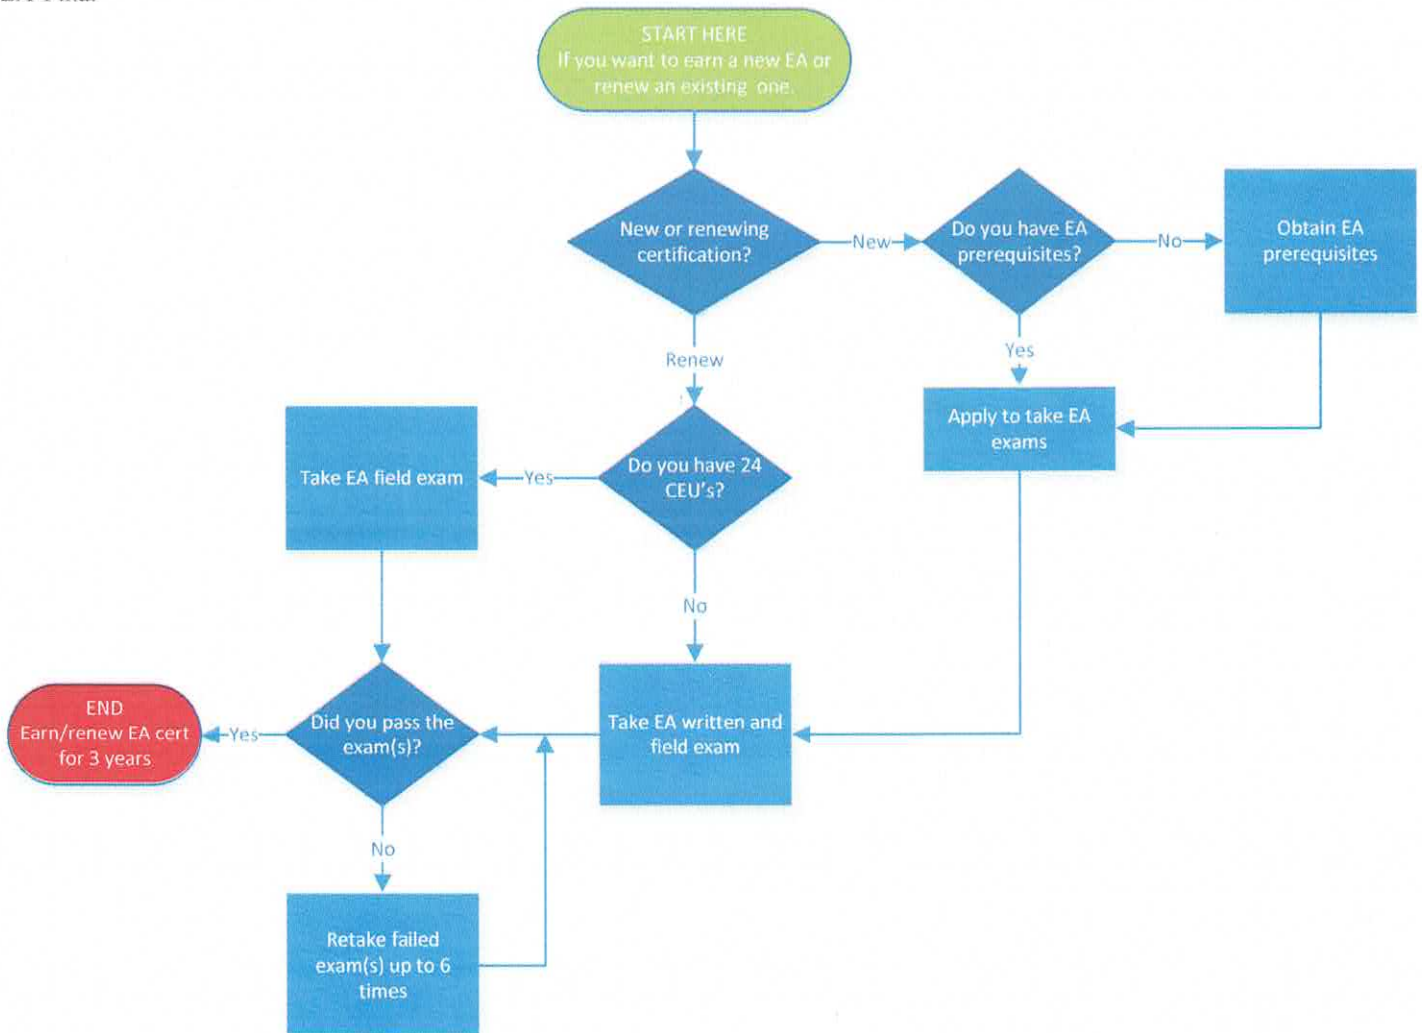 START HERE
If you want to earn a new EA or
renew an existing one.
New or renewing
certification?
New
Do you have EA
prerequisites?
No
Obtain EA
prerequisites
Renew
Yes
Apply to take EA
exams
Take EA field exam
Yes
Do you have 24
CEU's?
No
END
Earn/renew EA cert
for 3 years
Yes
Did you pass the
exam(s)?
Take EA written and
field exam
No
Retake failed
exam(s) up to 6
times